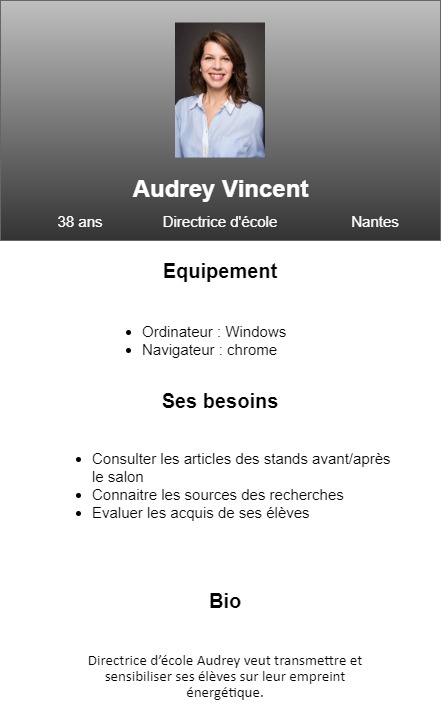 Audrey Vincent
38 ans Directrice d'école Nantes
Equipement
• Ordinateur : Windows
• Navigateur : chrome
Ses besoins
• Consulter les articles des stands avant/après
le salon
• Connaitre les sources des recherches
• Evaluer les acquis de ses élèves
Bio
Directrice d’école Audrey veut transmettre et
sensibiliser ses élèves sur leur empreint
énergétique.